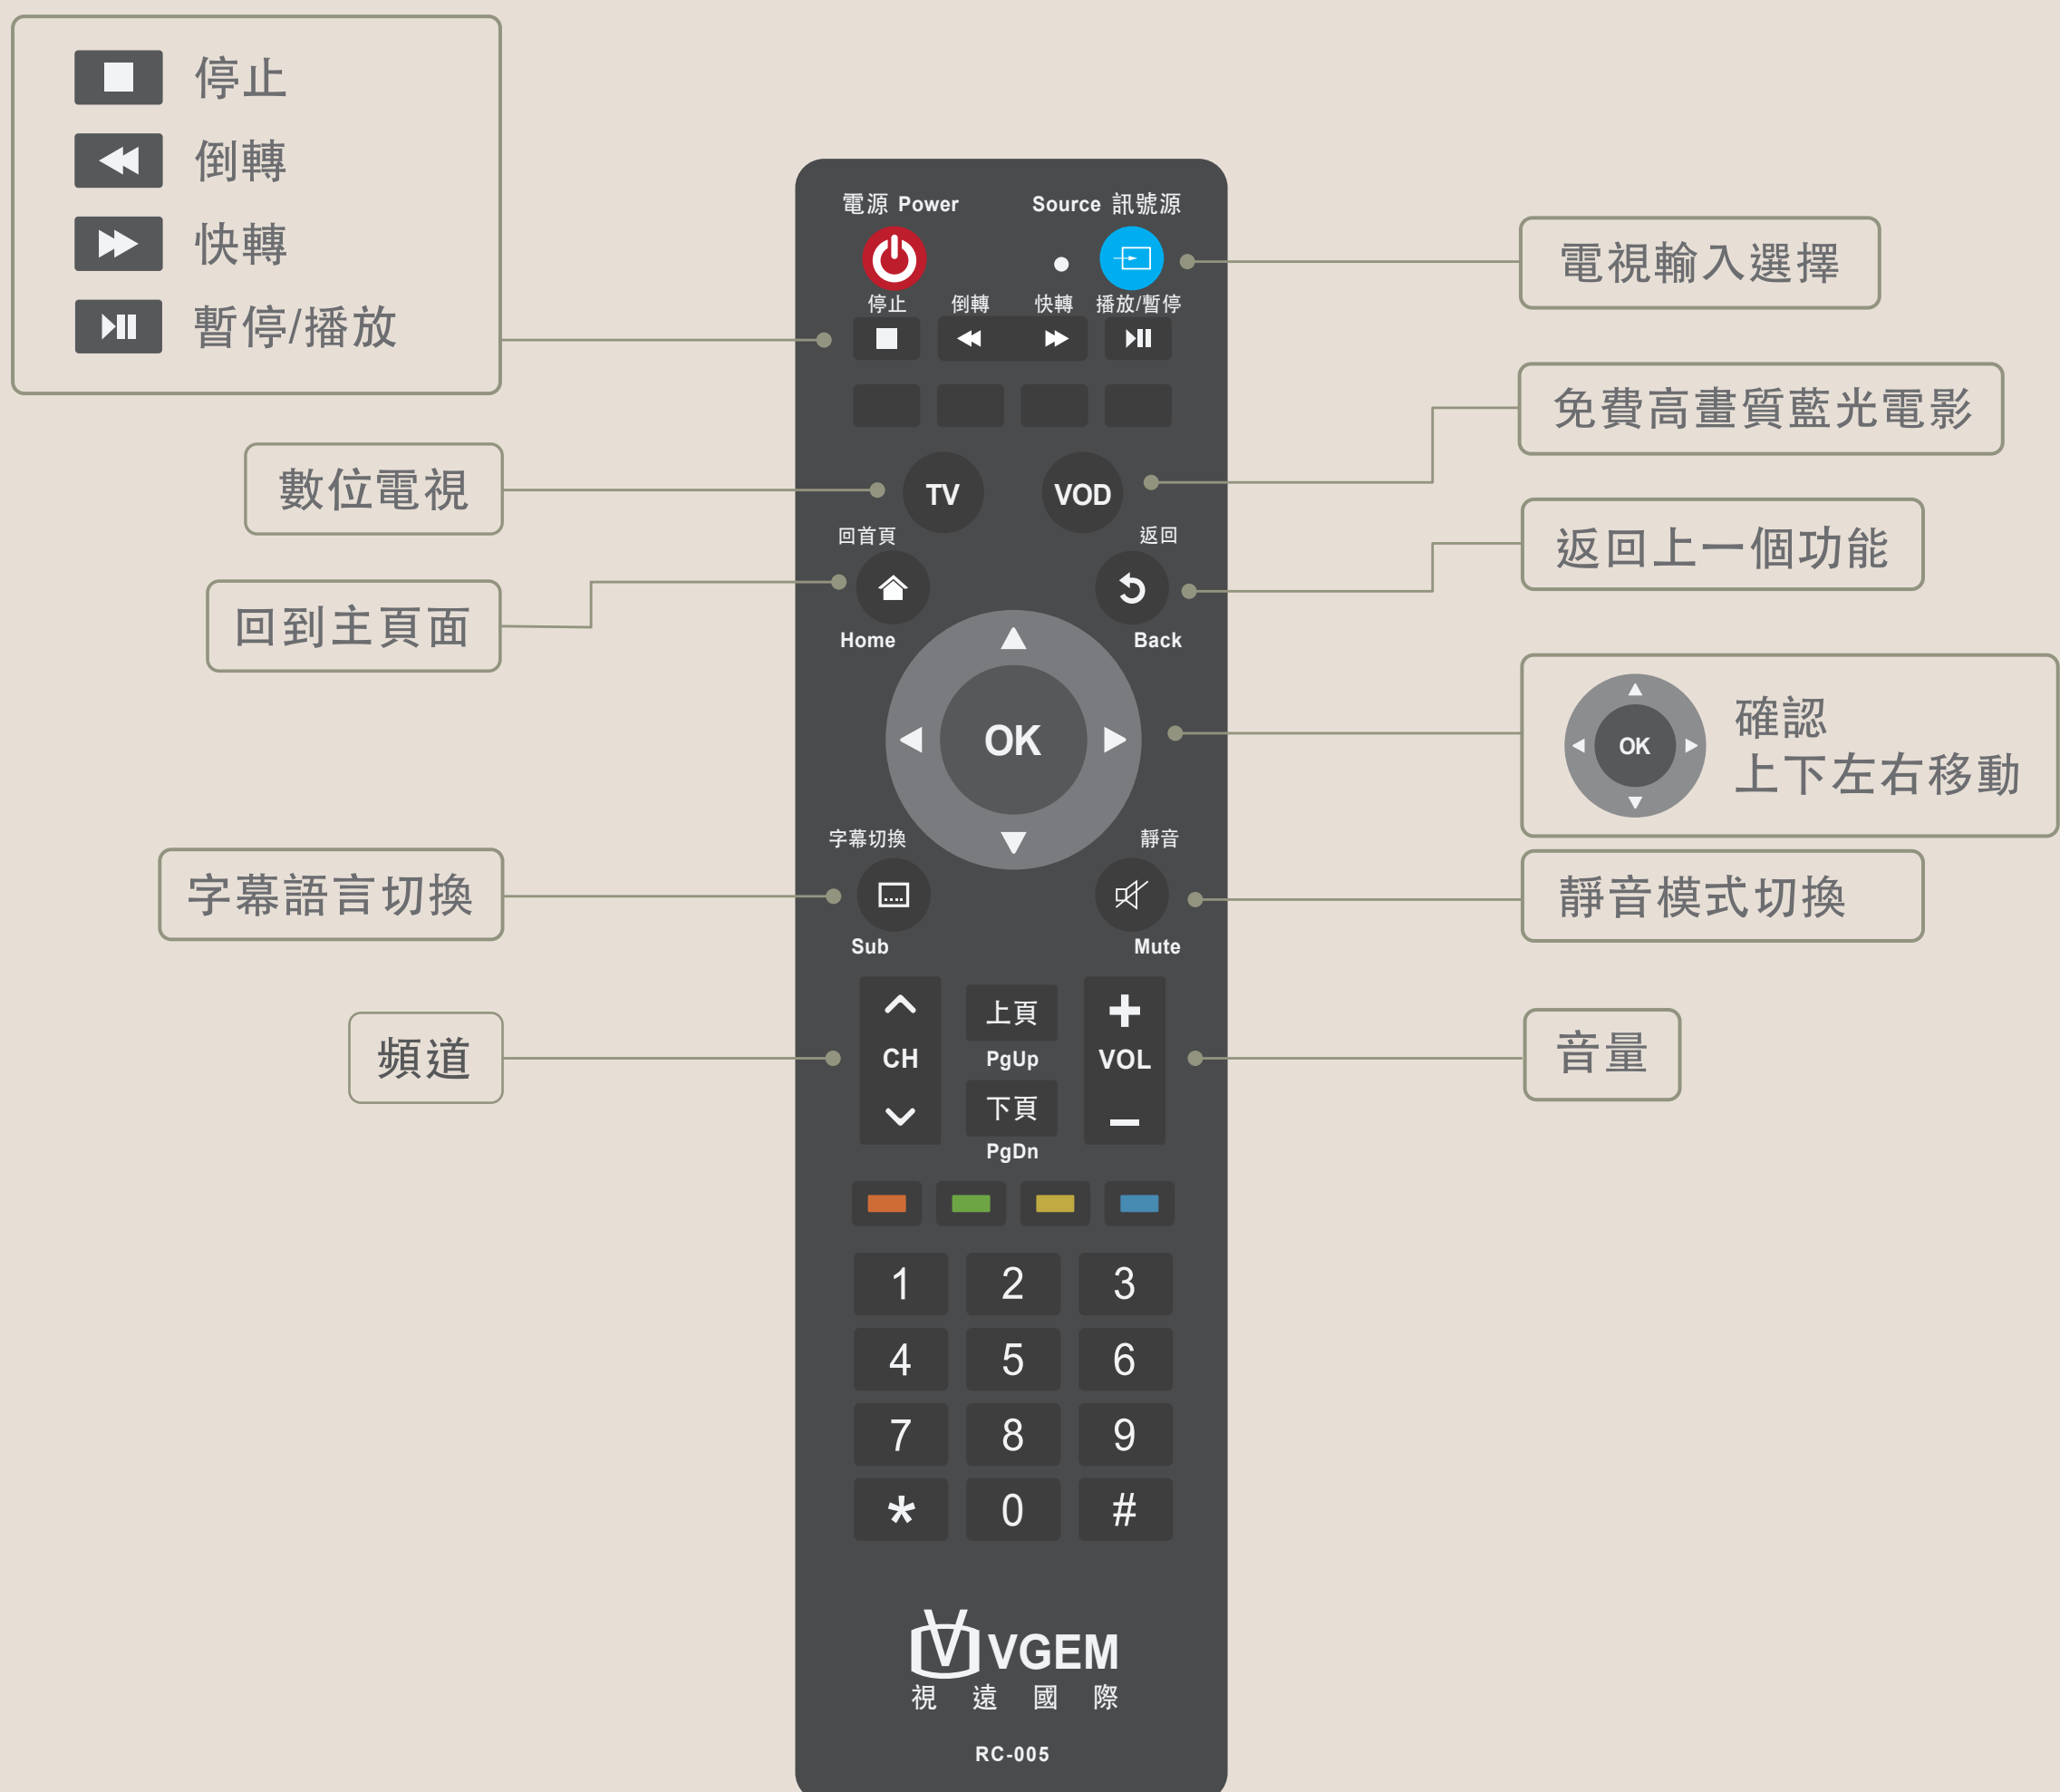 停止
倒轉
快轉
暫停/播放
數位電視
回到主頁面
字幕語言切換
頻道
電源 Power
Source 訊號源
停止 倒轉 快轉 播放/暫停
TV VOD
回首頁 返回
Home Back
OK
字幕切換 靜音
Sub Mute
CH
上頁
PgUp
下頁
PgDn
VOL
1 2 3
4 5 6
7 8 9
* 0 #
VGEM
視遠國際
RC-005
電視輸入選擇
免費高畫質藍光電影
返回上一個功能
OK
確認
上下左右移動
靜音模式切換
音量